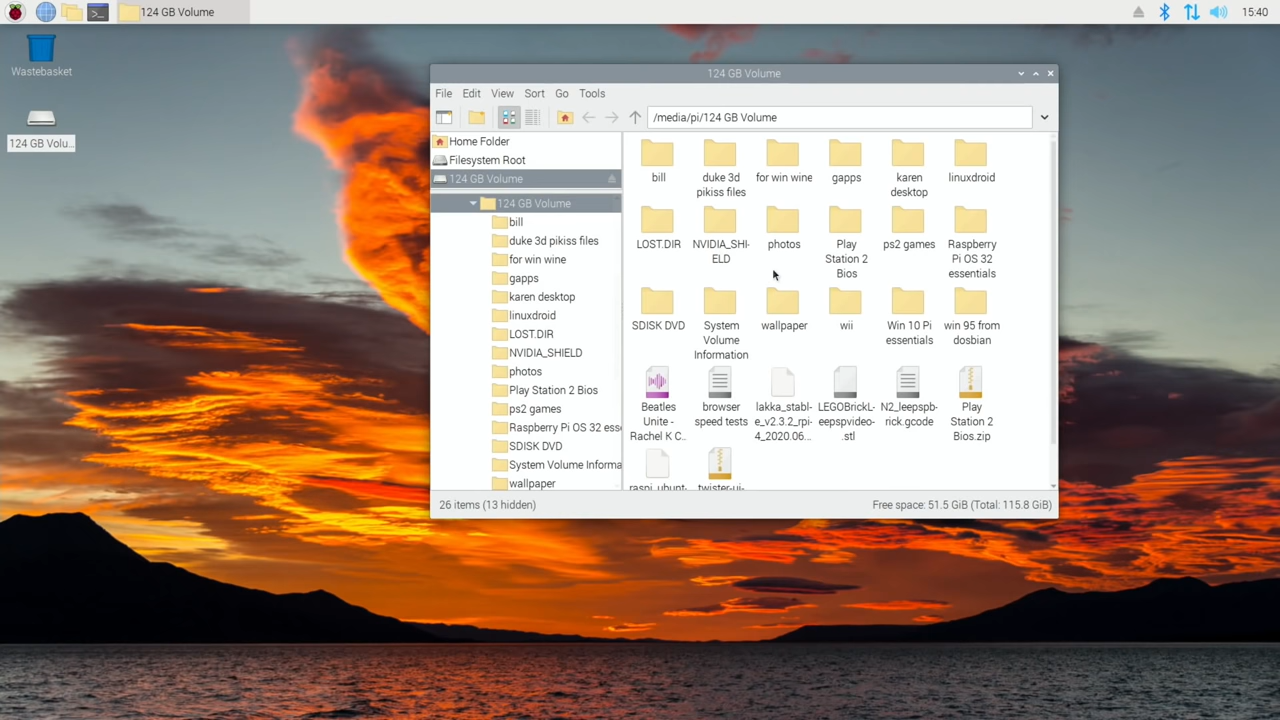 124 GB Volume
15:40
Wastebasket
124 GB Volu...
124 GB Volume
File Edit View Sort Go Tools
/media/pi/124 GB Volume
Home Folder
Filesystem Root
124 GB Volume
124 GB Volume
bill
duke 3d pikiss files
for win wine
gapps
karen desktop
linuxdroid
LOST.DIR
NVIDIA_SHIELD
photos
Play Station 2 Bios
ps2 games
Raspberry Pi OS 32 esse
SDISK DVD
System Volume Informa
wallpaper
bill
duke 3d
pikiss files
for win wine
gapps
karen
desktop
linuxdroid
LOST.DIR
NVIDIA_SHI-
ELD
photos
Play
Station 2
Bios
ps2 games
Raspberry
Pi OS 32
essentials
SDISK DVD
System
Volume
Information
wallpaper
wii
Win 10 Pi
essentials
win 95 from
dosbian
Beatles
Unite -
Rachel K C...
browser
speed tests
lakka_stabl-
e_v2.3.2_rpi-
4_2020.06...
LEGOBrickL-
eepspvideo-
.stl
N2_leepspb-
rick.gcode
Play
Station 2
Bios.zip
raspi_ubunt-
twister-ui-
26 items (13 hidden)
Free space: 51.5 GiB (Total: 115.8 GiB)